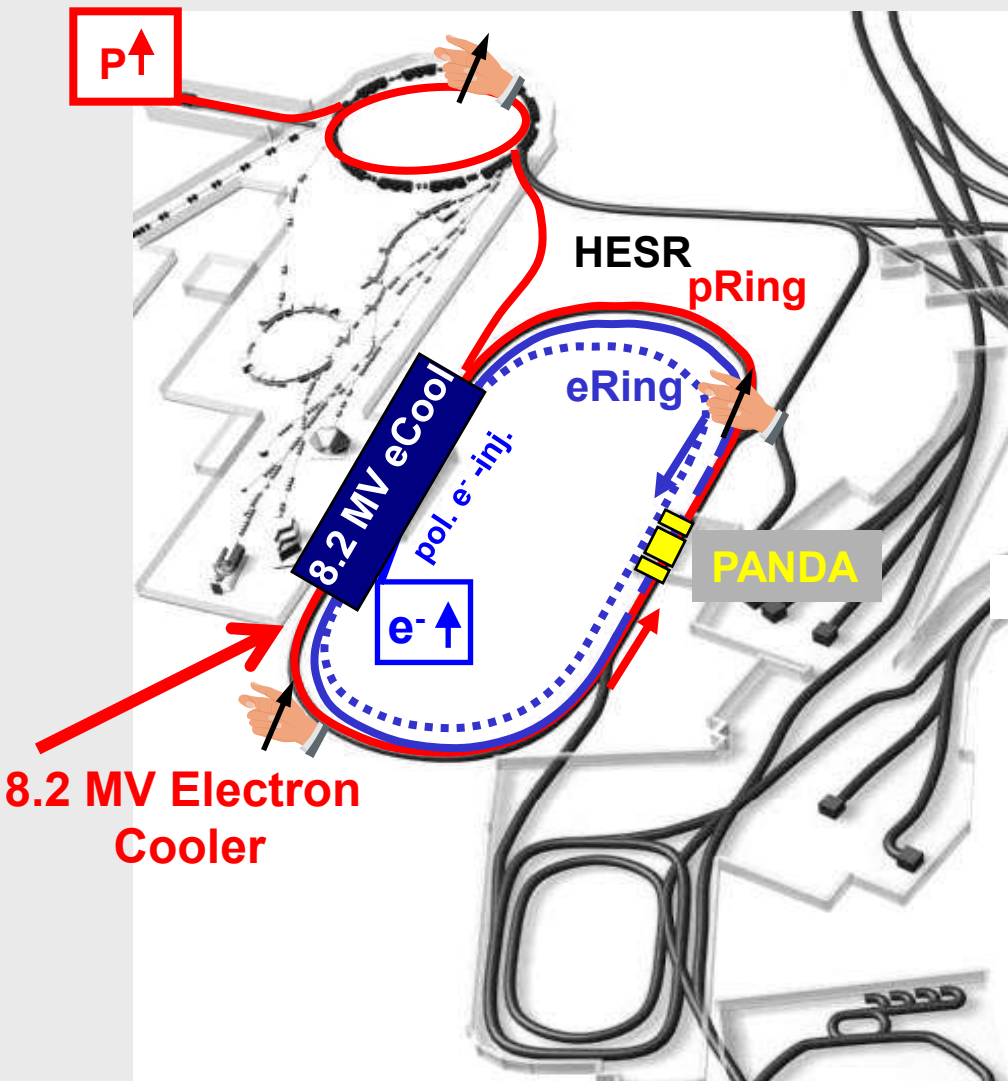 P
HESR
pRing
eRing
8.2 MV eCool
pol. e⁻ -inj.
PANDA
e⁻
8.2 MV Electron
Cooler